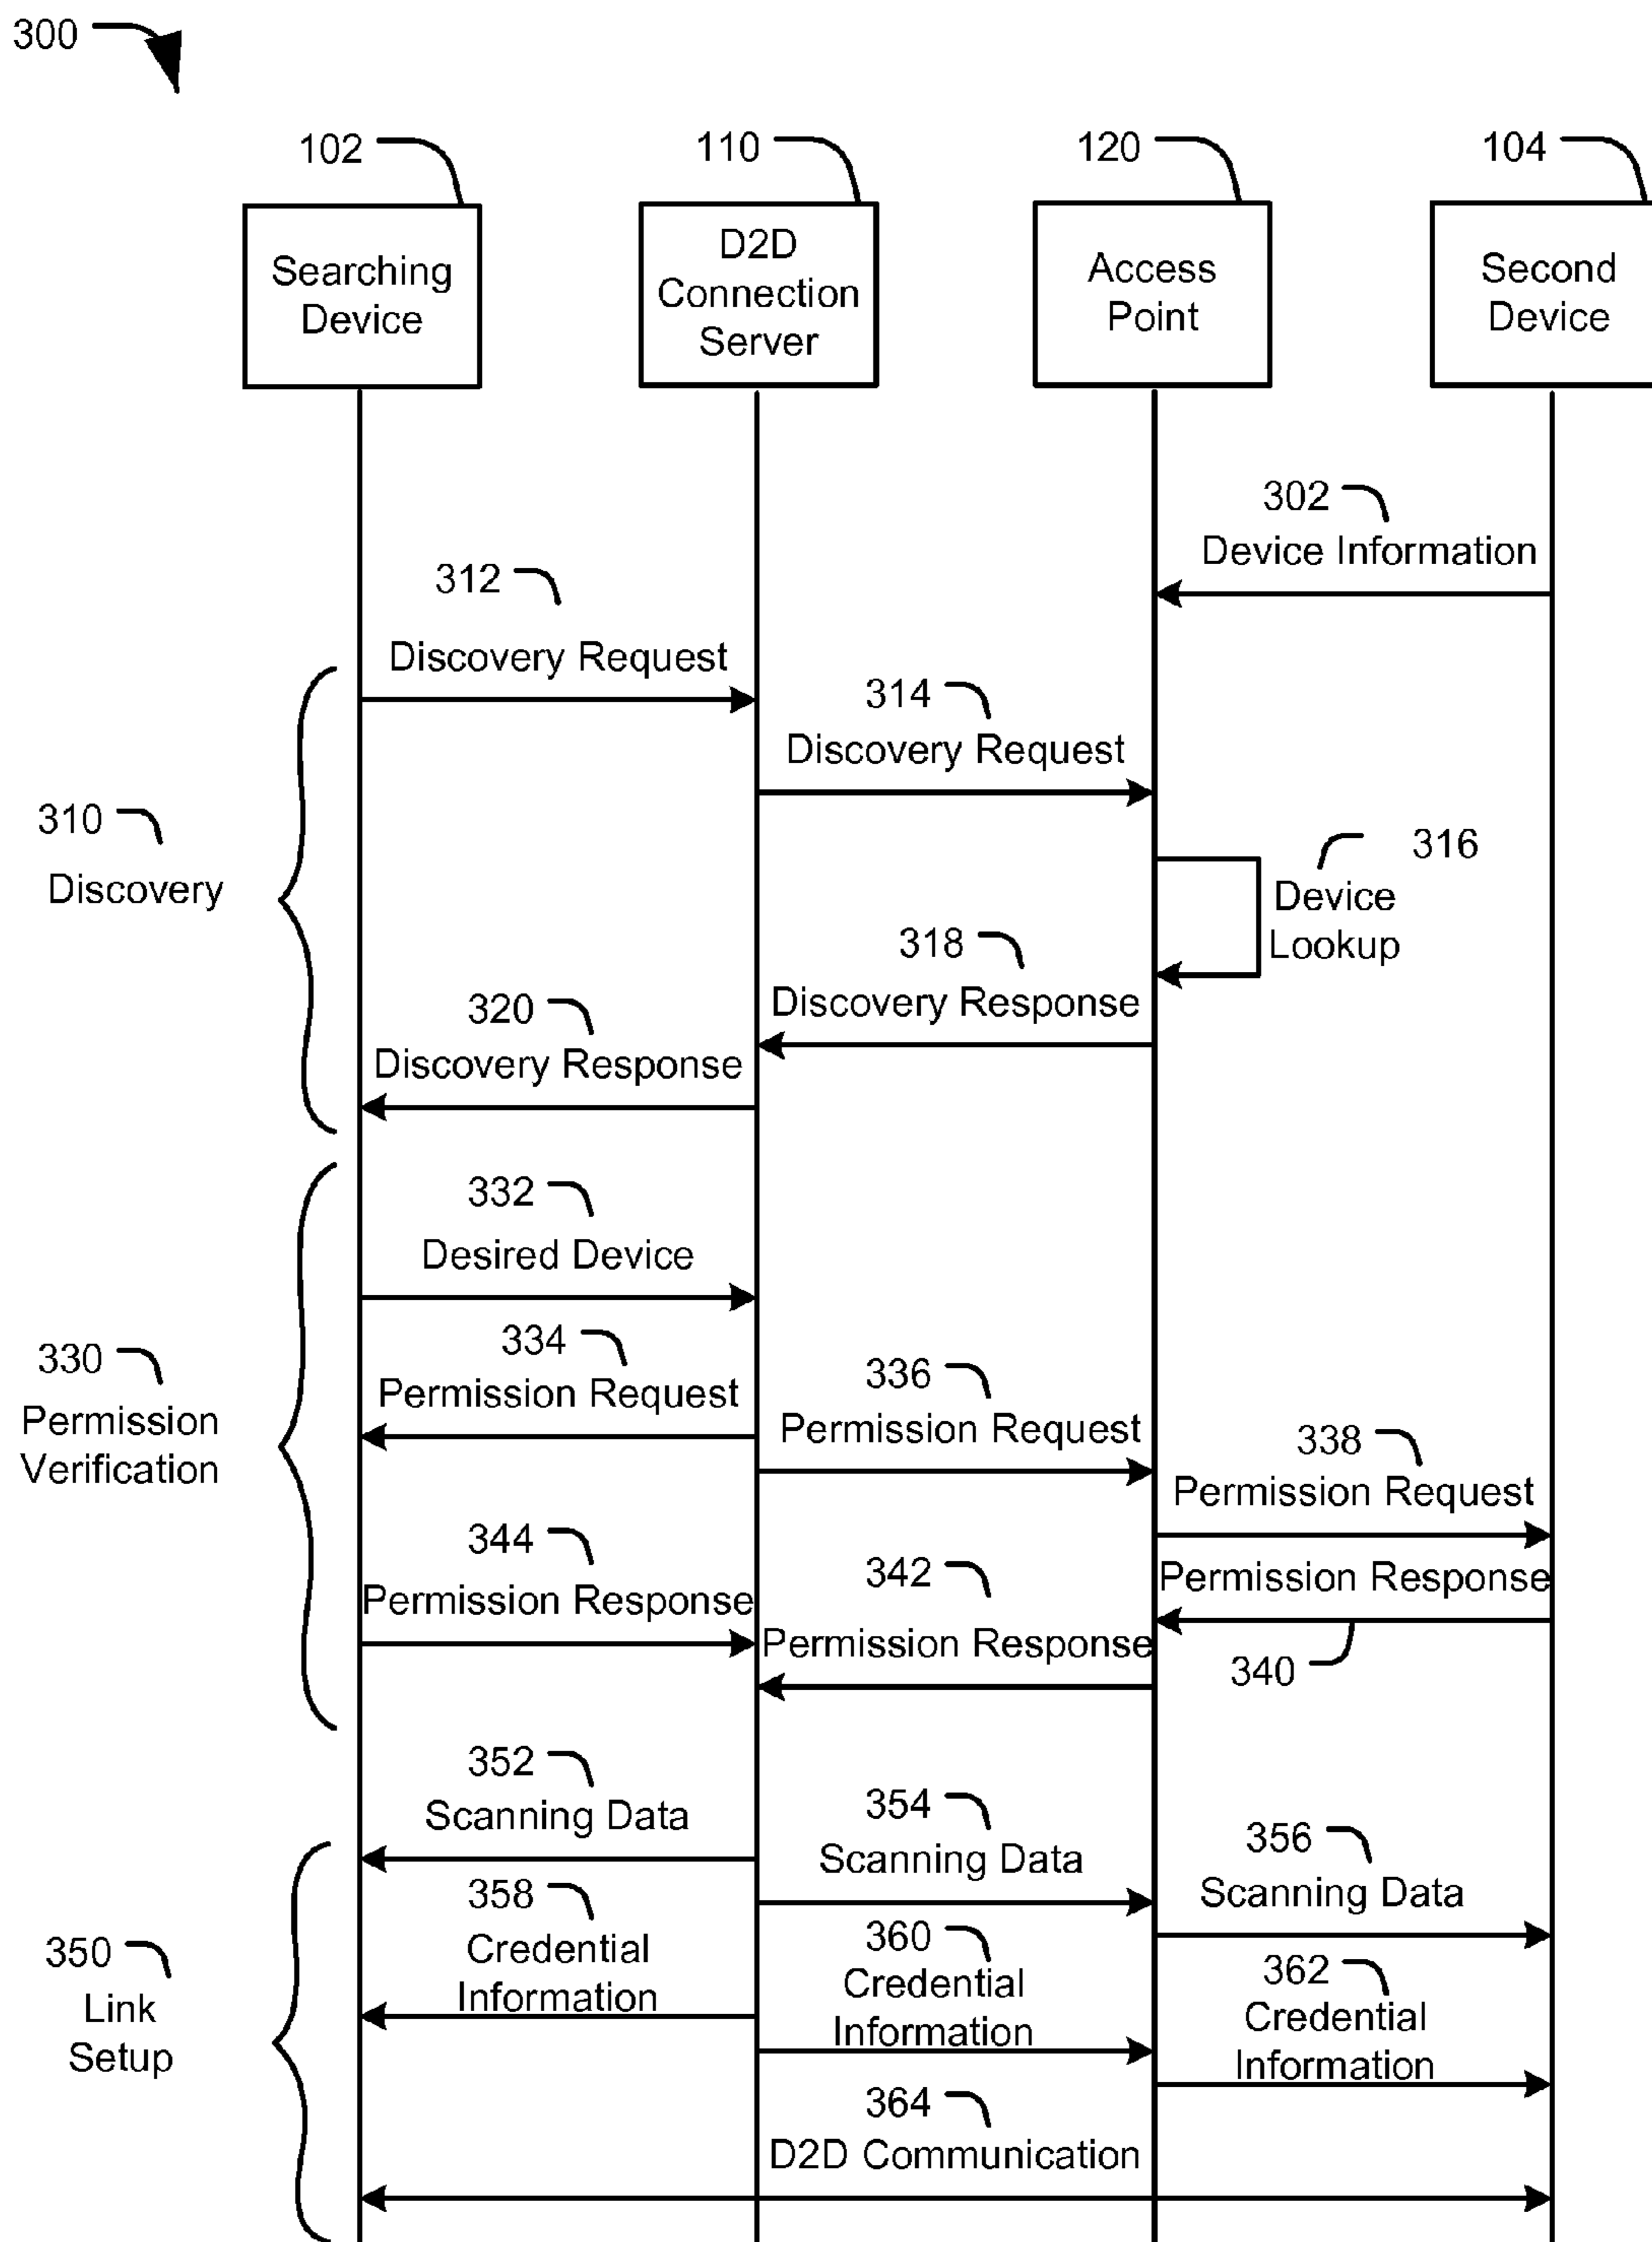 300
102
110
120
104
Searching
Device
D2D
Connection
Server
Access
Point
Second
Device
302
Device Information
312
Discovery Request
314
Discovery Request
310
Discovery
316
Device
Lookup
318
Discovery Response
320
Discovery Response
332
Desired Device
334
Permission Request
336
Permission Request
330
Permission
Verification
338
Permission Request
344
Permission Response
342
Permission Response
Permission Response
340
352
Scanning Data
354
Scanning Data
356
Scanning Data
358
Credential
Information
360
Credential
Information
362
Credential
Information
350
Link
Setup
364
D2D Communication